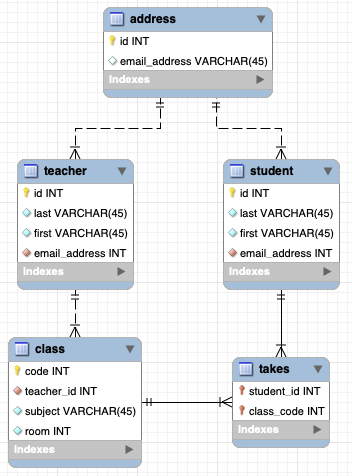 address
id INT
email_address VARCHAR(45)
Indexes
teacher
id INT
last VARCHAR(45)
first VARCHAR(45)
email_address INT
Indexes
student
id INT
last VARCHAR(45)
first VARCHAR(45)
email_address INT
Indexes
class
code INT
teacher_id INT
subject VARCHAR(45)
room INT
Indexes
takes
student_id INT
class_code INT
Indexes